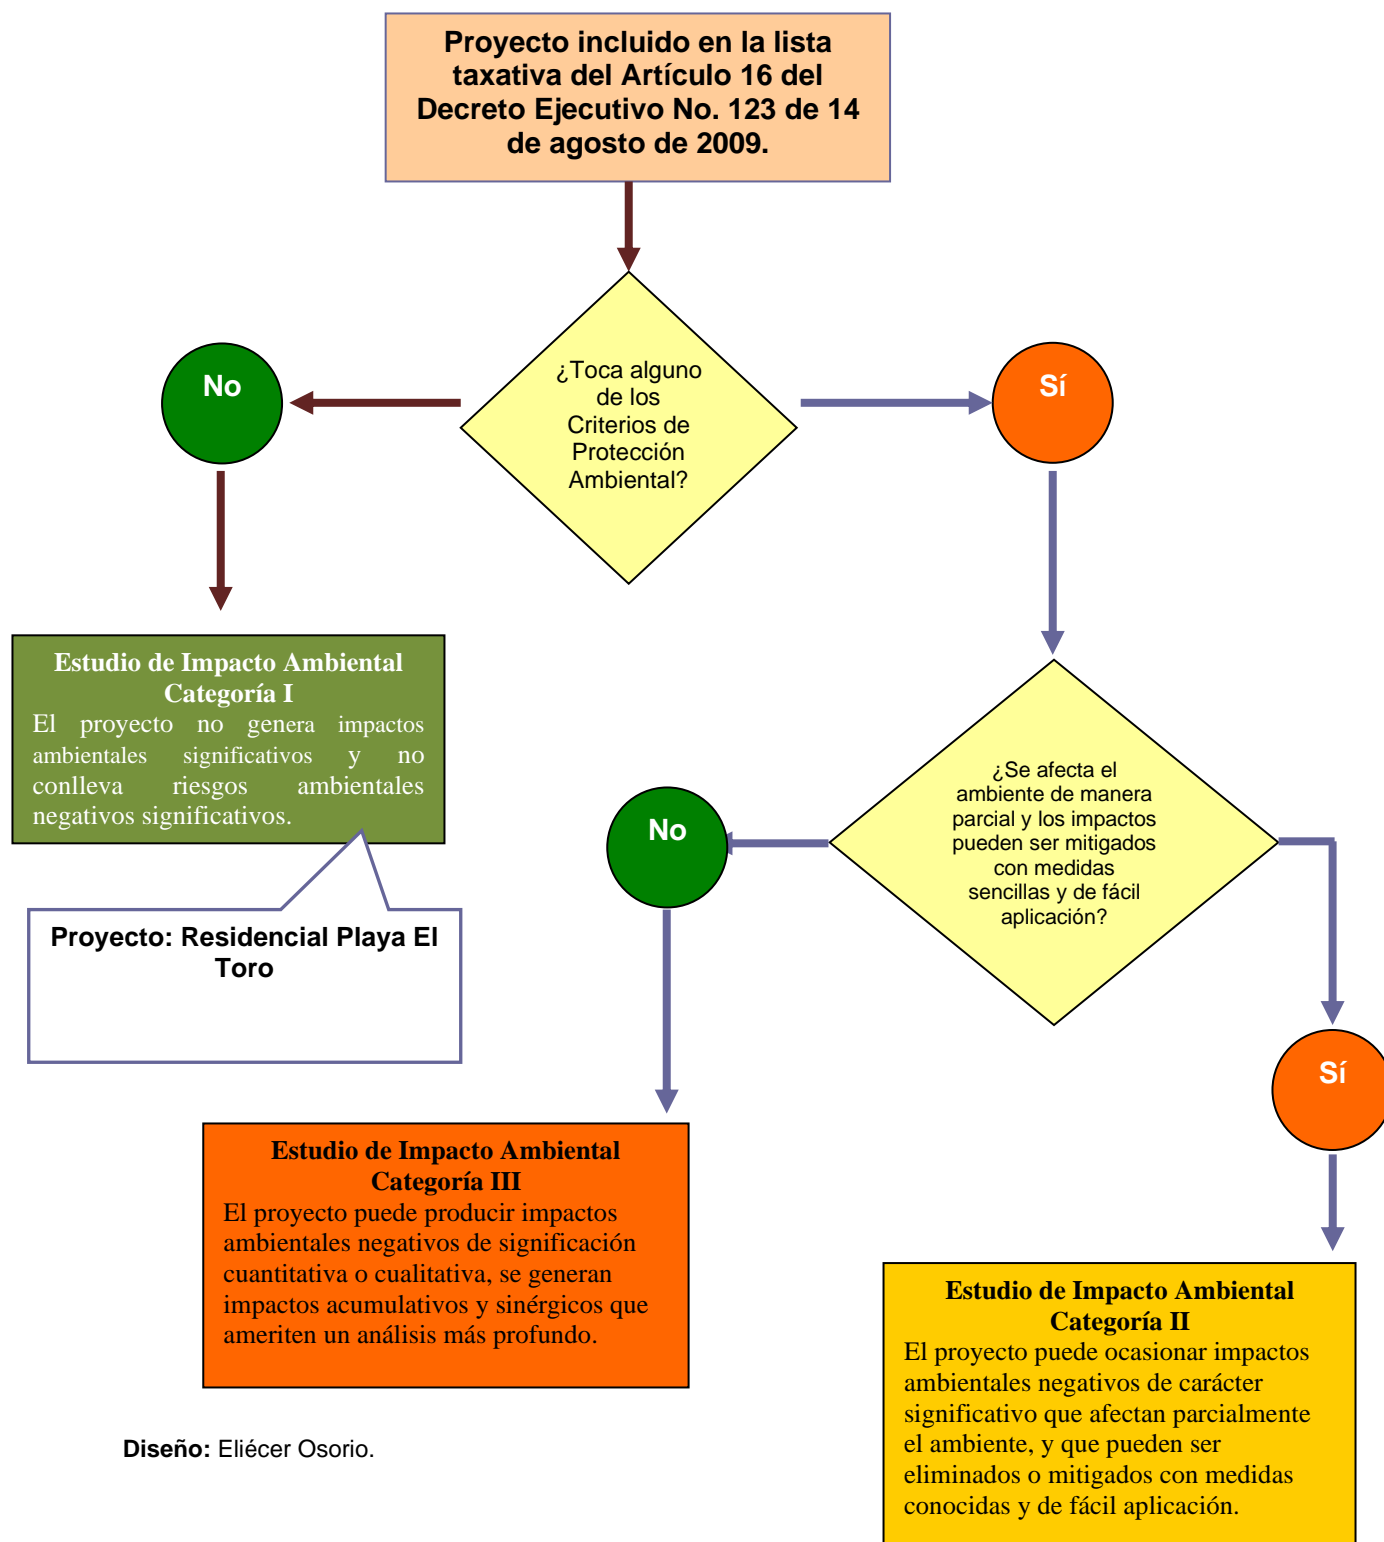 Proyecto incluido en la lista
taxativa del Artículo 16 del
Decreto Ejecutivo No. 123 de 14
de agosto de 2009.
¿Toca alguno
de los
Criterios de
Protección
Ambiental?
No
Sí
Estudio de Impacto Ambiental
Categoría I
El proyecto no genera impactos
ambientales significativos y no
conlleva riesgos ambientales
negativos significativos.
Proyecto: Residencial Playa El
Toro
¿Se afecta el
ambiente de manera
parcial y los impactos
pueden ser mitigados
con medidas
sencillas y de fácil
aplicación?
No
Sí
Estudio de Impacto Ambiental
Categoría III
El proyecto puede producir impactos
ambientales negativos de significación
cuantitativa o cualitativa, se generan
impactos acumulativos y sinérgicos que
ameriten un análisis más profundo.
Estudio de Impacto Ambiental
Categoría II
El proyecto puede ocasionar impactos
ambientales negativos de carácter
significativo que afectan parcialmente
el ambiente, y que pueden ser
eliminados o mitigados con medidas
conocidas y de fácil aplicación.
Diseño: Eliécer Osorio.